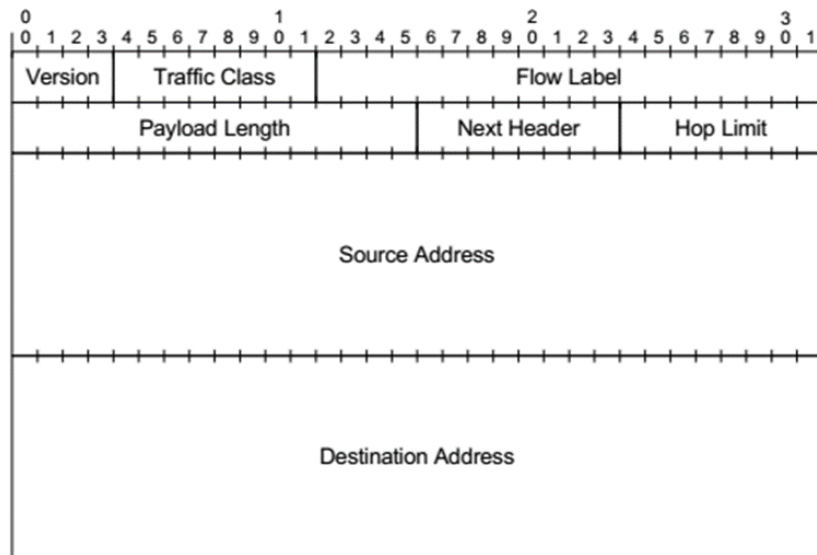 0 1 2 3
0 1 2 3 4 5 6 7 8 9 0 1 2 3 4 5 6 7 8 9 0 1 2 3 4 5 6 7 8 9 0 1
Version Traffic Class Flow Label
Payload Length Next Header Hop Limit
Source Address
Destination Address